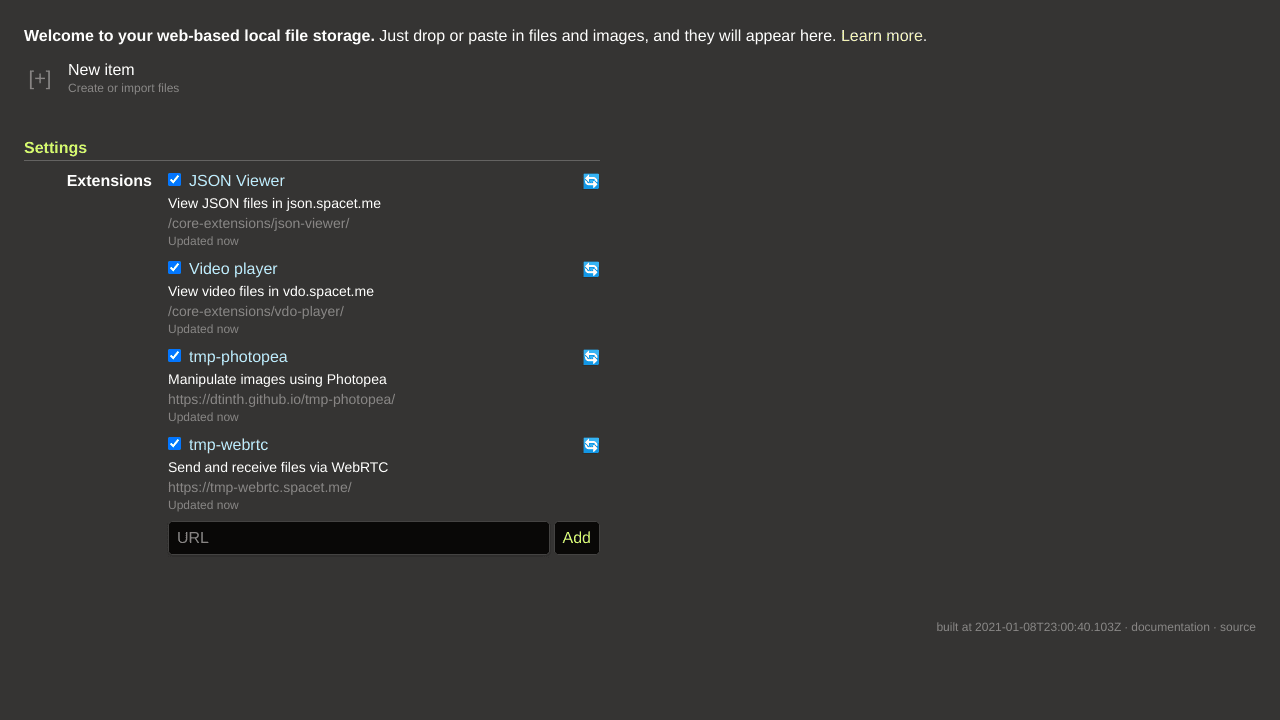 Welcome to your web-based local file storage. Just drop or paste in files and images, and they will appear here. Learn more.
[+]
New item
Create or import files
Settings
Extensions
JSON Viewer
View JSON files in json.spacet.me
/core-extensions/json-viewer/
Updated now
Video player
View video files in vdo.spacet.me
/core-extensions/vdo-player/
Updated now
tmp-photopea
Manipulate images using Photopea
https://dtinth.github.io/tmp-photopea/
Updated now
tmp-webrtc
Send and receive files via WebRTC
https://tmp-webrtc.spacet.me/
Updated now
URL
Add
built at 2021-01-08T23:00:40.103Z · documentation · source